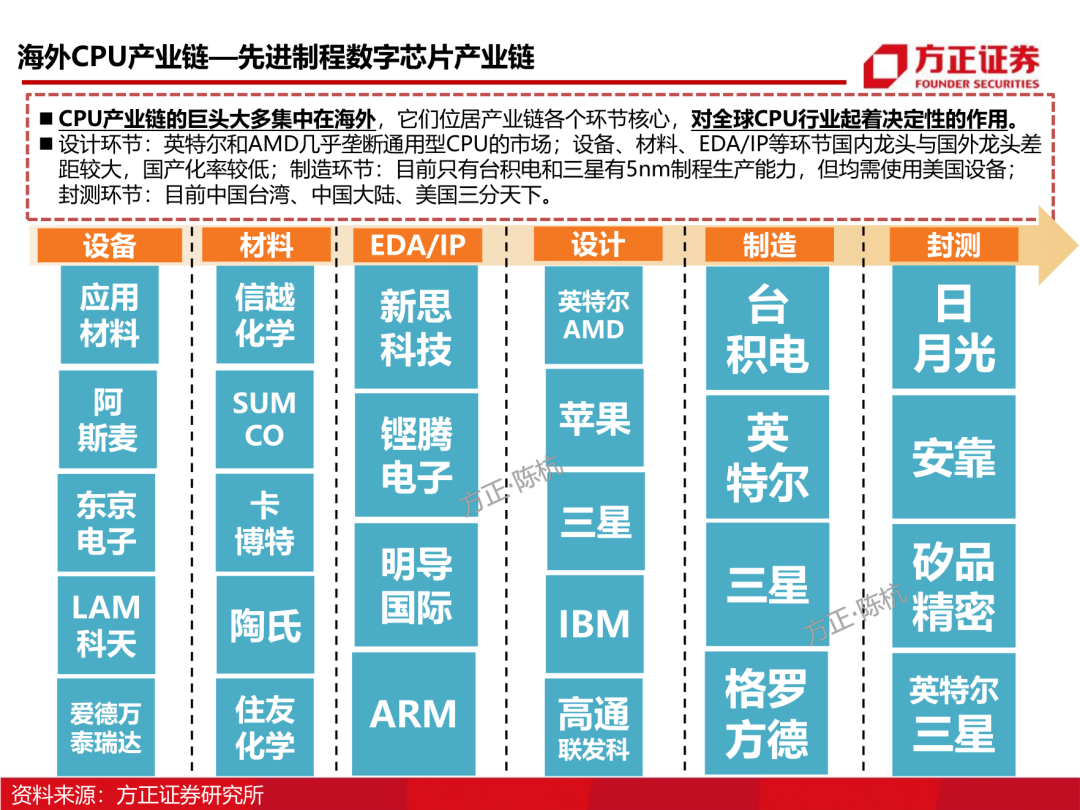 海外CPU产业链—先进制程数字芯片产业链
方正证券
FOUNDER SECURITIES
■ CPU产业链的巨头大多集中在海外，它们位居产业链各个环节核心，对全球CPU行业起着决定性的作用。
■ 设计环节：英特尔和AMD几乎垄断通用型CPU的市场；设备、材料、EDA/IP等环节国内龙头与国外龙头差
距较大，国产化率较低；制造环节：目前只有台积电和三星有5nm制程生产能力，但均需使用美国设备；
封测环节：目前中国台湾、中国大陆、美国三分天下。
设备
应用
材料
阿
斯麦
东京
电子
LAM
科天
爱德万
泰瑞达
材料
信越
化学
SUM
CO
卡
博特
陶氏
住友
化学
EDA/IP
新思
科技
铿腾
电子
明导
国际
ARM
设计
英特尔
AMD
苹果
三星
IBM
高通
联发科
制造
台
积电
英
特尔
三星
格罗
方德
封测
日
月光
安靠
矽品
精密
英特尔
三星
方正·陈杭
方正·陈杭
资料来源：方正证券研究所